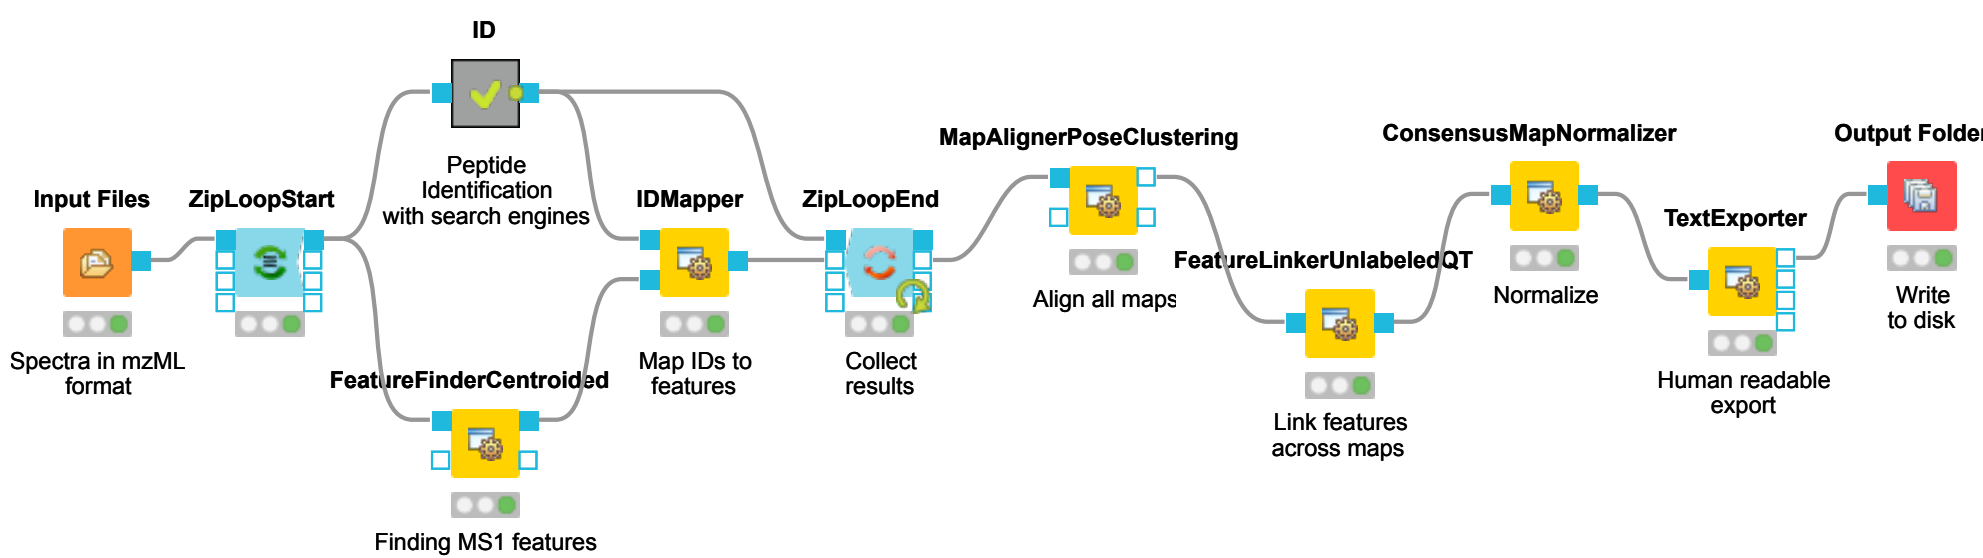 ID
Peptide
Identification
with search engines
Input Files
Spectra in mzML
format
ZipLoopStart
FeatureFinderCentroided
Finding MS1 features
IDMapper
Map IDs to
features
ZipLoopEnd
Collect
results
MapAlignerPoseClustering
Align all maps
FeatureLinkerUnlabeledQT
Link features
across maps
ConsensusMapNormalizer
Normalize
TextExporter
Human readable
export
Output Folder
Write
to disk